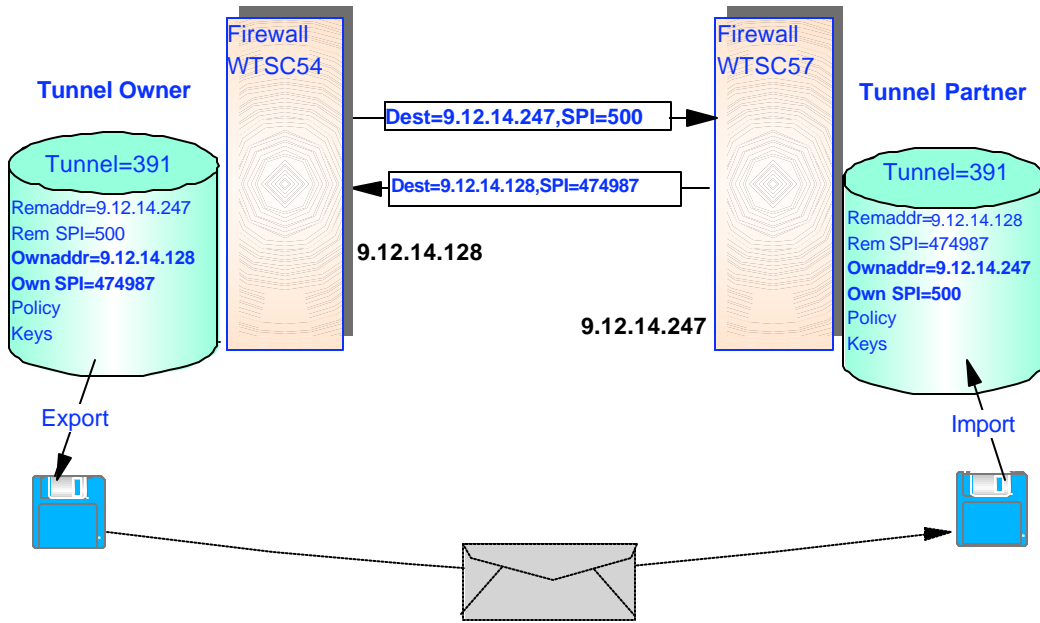 Firewall
WTSC54
Firewall
WTSC57
Tunnel Owner
Tunnel Partner
Dest=9.12.14.247,SPI=500
Dest=9.12.14.128,SPI=474987
Tunnel=391
Remaddr=9.12.14.247
Rem SPI=500
Ownaddr=9.12.14.128
Own SPI=474987
Policy
Keys
9.12.14.128
9.12.14.247
Tunnel=391
Remaddr=9.12.14.128
Rem SPI=474987
Ownaddr=9.12.14.247
Own SPI=500
Policy
Keys
Export
Import